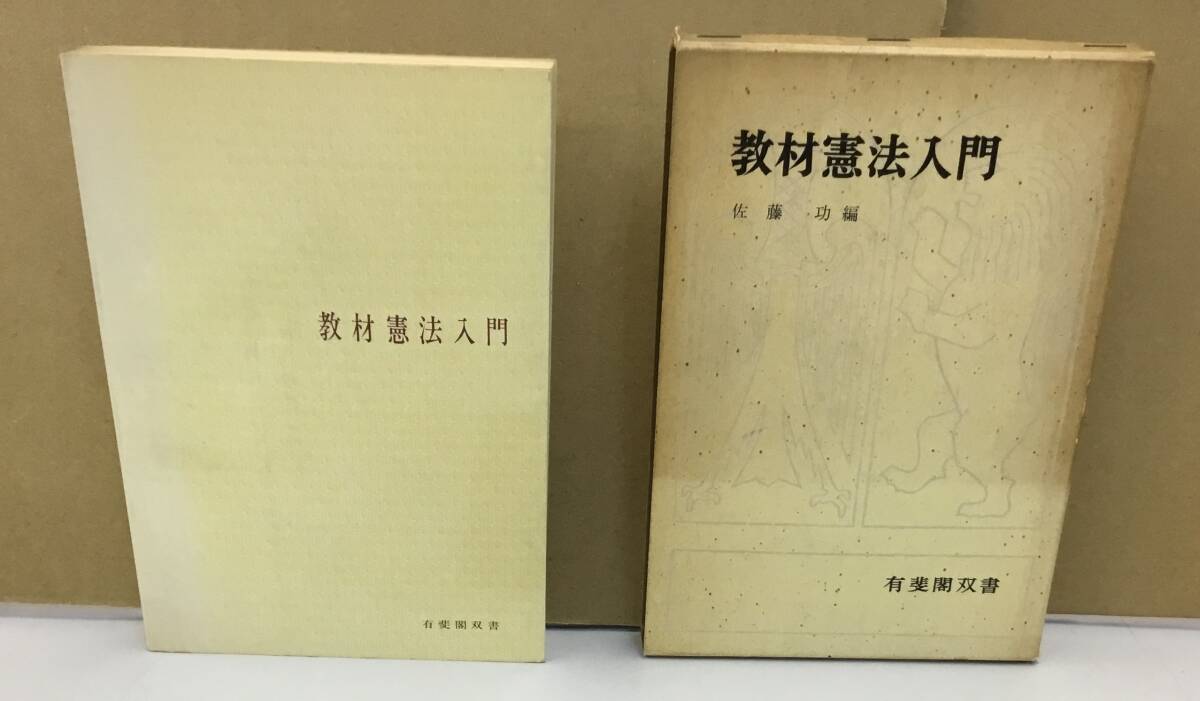 教材憲法入門
有斐閣双書
教材憲法入門
佐藤 功編
有斐閣双書